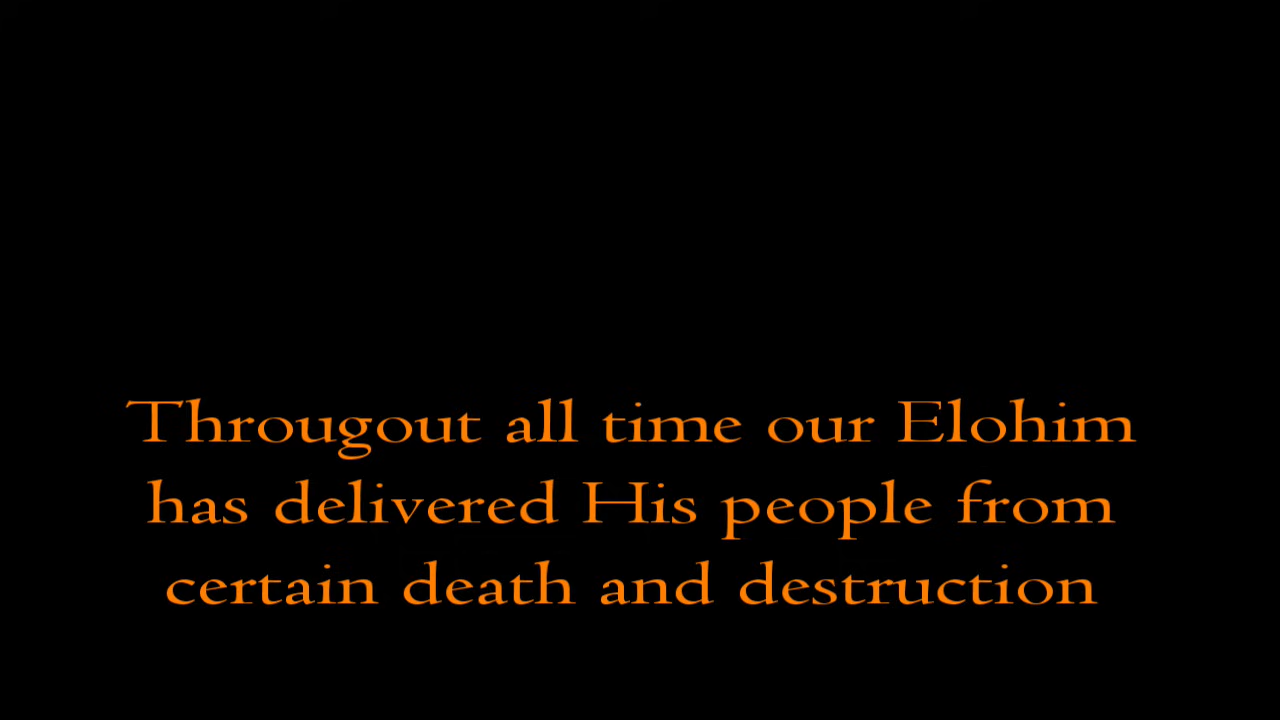 Througout all time our Elohim
has delivered His people from
certain death and destruction